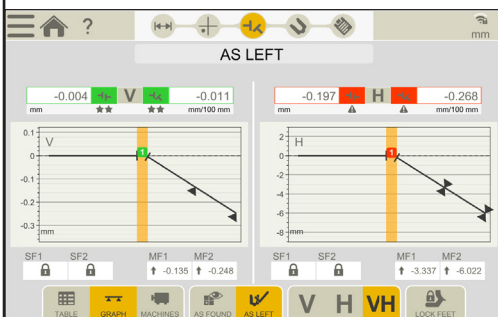 ?
mm
AS LEFT
-0.004 V -0.011
-0.197 H -0.268
mm mm/100 mm
mm mm/100 mm
V
0.1
0
-0.1
-0.2
-0.3
mm
1
H
2
0
-2
-4
-6
-8
mm
1
SF1 SF2 MF1 MF2
-0.135 -0.248
SF1 SF2 MF1 MF2
-3.337 -6.022
TABLE GRAPH MACHINES AS FOUND AS LEFT V H VH LOCK FEET